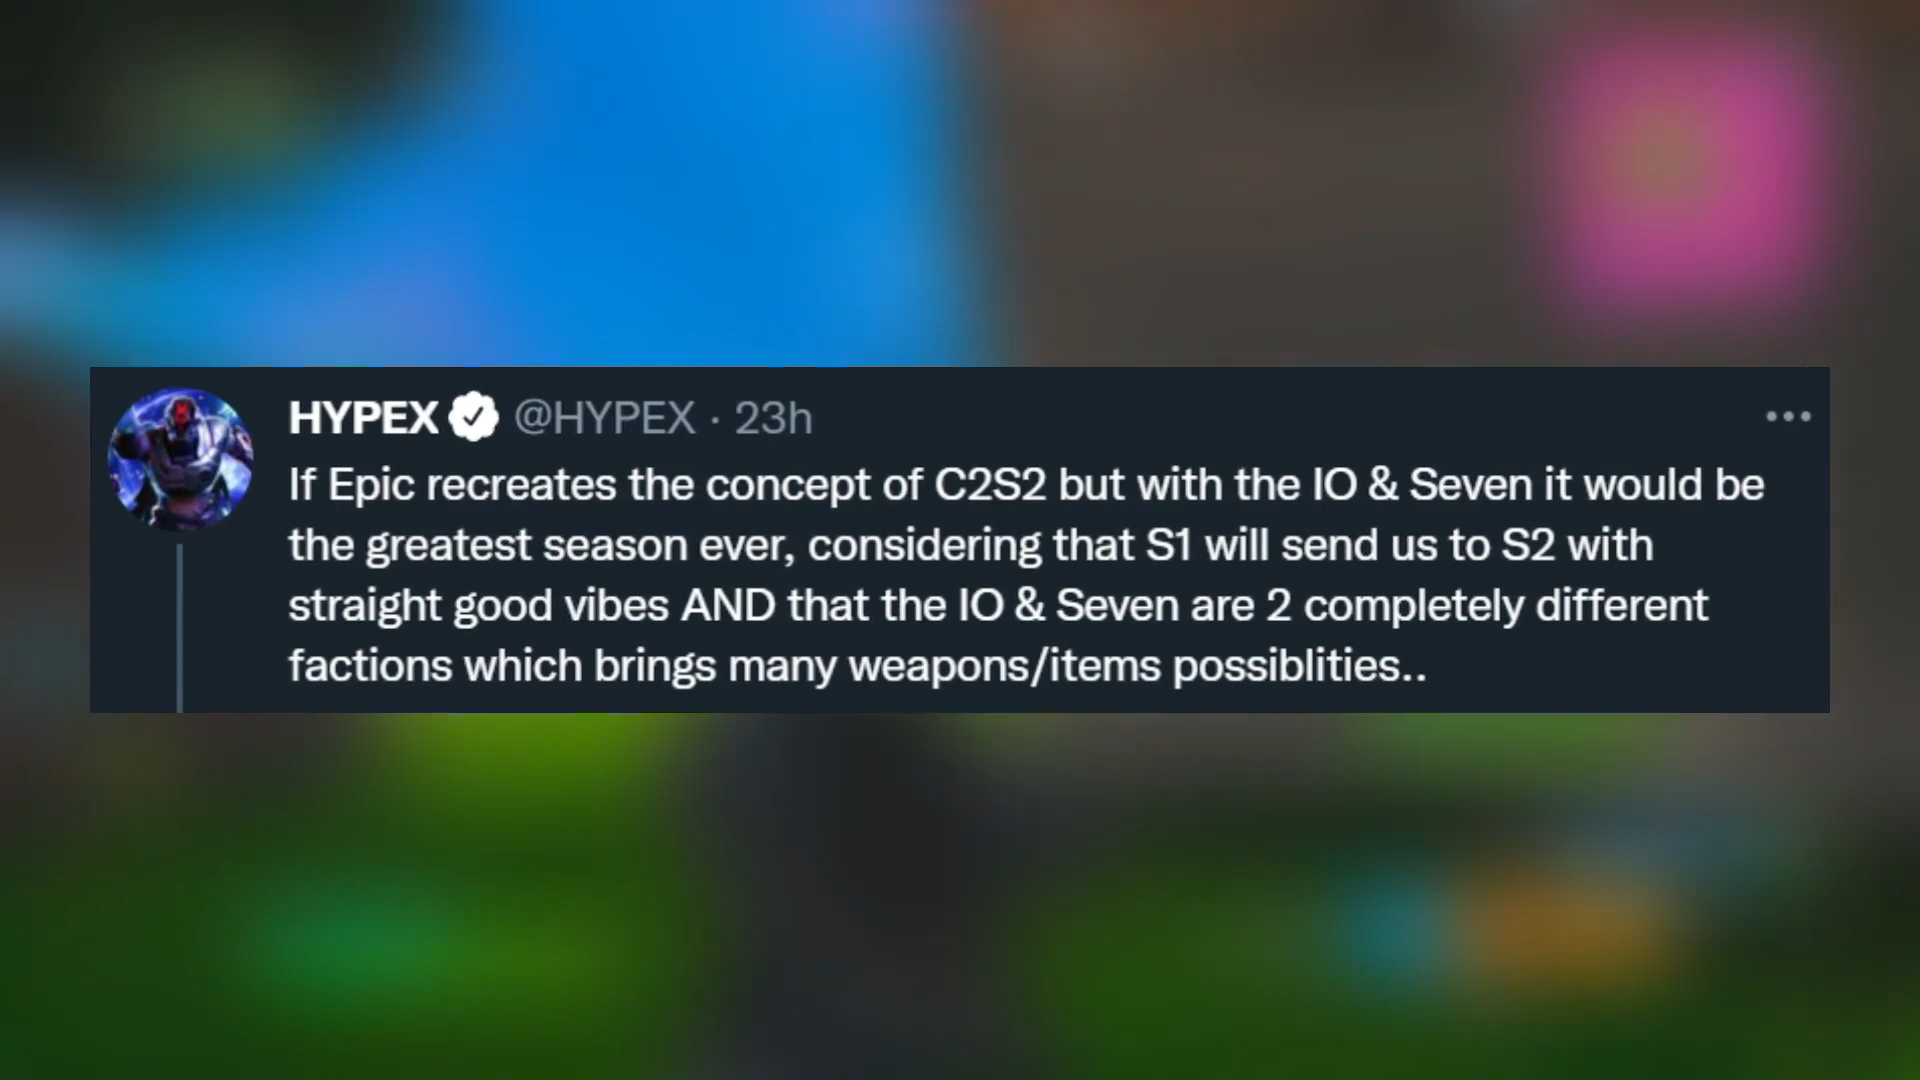 HYPEX @HYPEX · 23h
If Epic recreates the concept of C2S2 but with the IO & Seven it would be
the greatest season ever, considering that S1 will send us to S2 with
straight good vibes AND that the IO & Seven are 2 completely different
factions which brings many weapons/items possiblities..